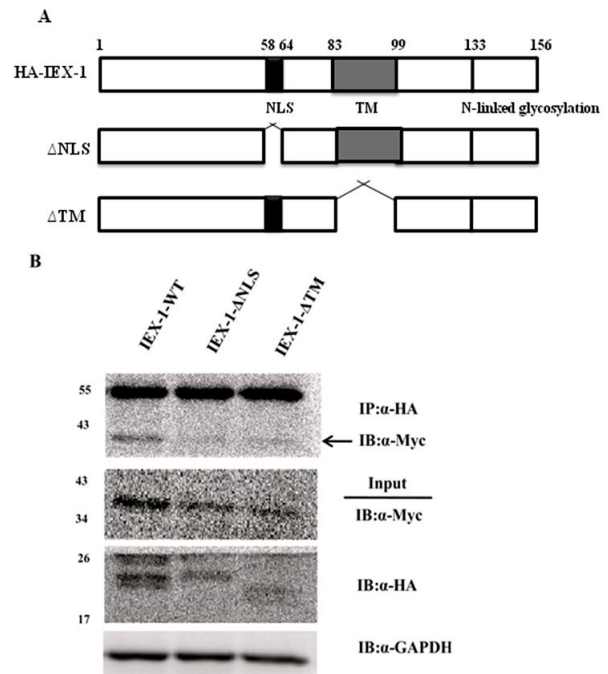 A
1 58 64 83 99 133 156
HA-IEX-1
NLS TM N-linked glycosylation
ΔNLS
ΔTM
B
IEX-1-WT IEX-1-ΔNLS IEX-1-ΔTM
55
IP:α-HA
43
IB:α-Myc
43
Input
34
IB:α-Myc
26
IB:α-HA
17
IB:α-GAPDH